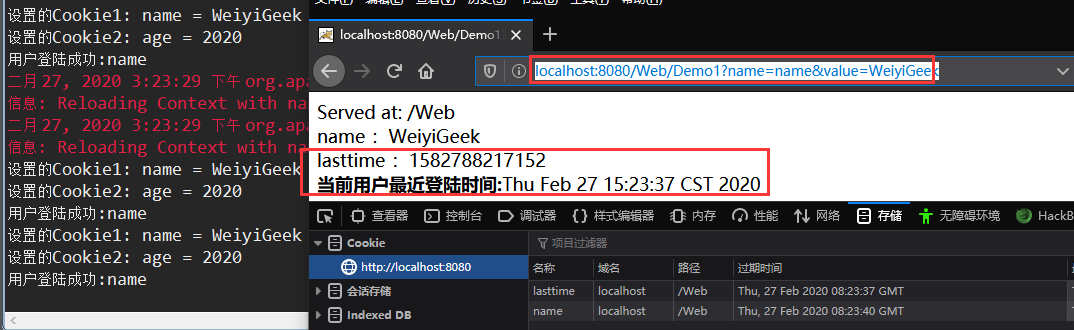 设置的Cookie1: name = WeiyiGeek
设置的Cookie2: age = 2020
用户登陆成功:name
二月27, 2020 3:23:29 下午 org.apa
信息: Reloading Context with na
二月27, 2020 3:23:29 下午 org.apa
信息: Reloading Context with na
设置的Cookie1: name = WeiyiGeek
设置的Cookie2: age = 2020
用户登陆成功:name
设置的Cookie1: name = WeiyiGeek
设置的Cookie2: age = 2020
用户登陆成功:name
localhost:8080/Web/Demo1
localhost:8080/Web/Demo1?name=name&value=WeiyiGeek
Served at: /Web
name ：WeiyiGeek
lasttime ：1582788217152
当前用户最近登陆时间:Thu Feb 27 15:23:37 CST 2020
查看器 控制台 调试器 样式编辑器 内存 性能 网络 存储 无障碍环境 HackB
Cookie
http://localhost:8080
会话存储
Indexed DB
项目过滤器
名称 域名 路径 过期时间
lasttime localhost /Web Thu, 27 Feb 2020 08:23:37 GMT
name localhost /Web Thu, 27 Feb 2020 08:23:40 GMT